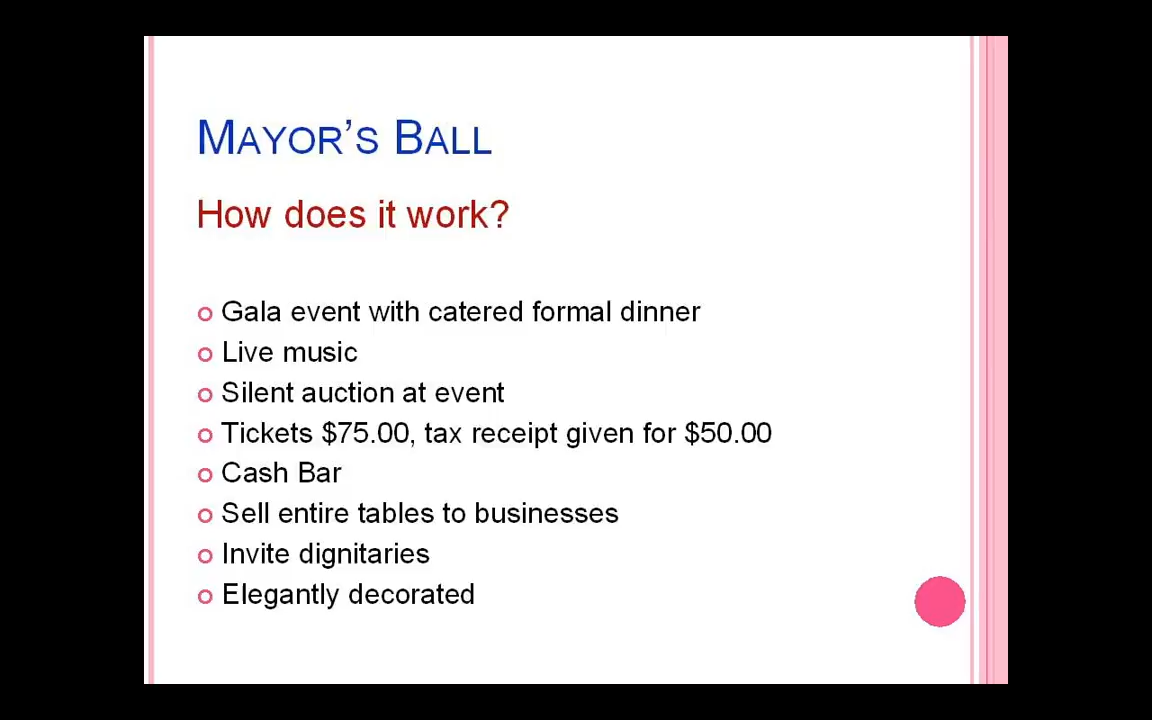 MAYOR'S BALL
How does it work?
Gala event with catered formal dinner
Live music
Silent auction at event
Tickets $75.00, tax receipt given for $50.00
Cash Bar
Sell entire tables to businesses
Invite dignitaries
Elegantly decorated